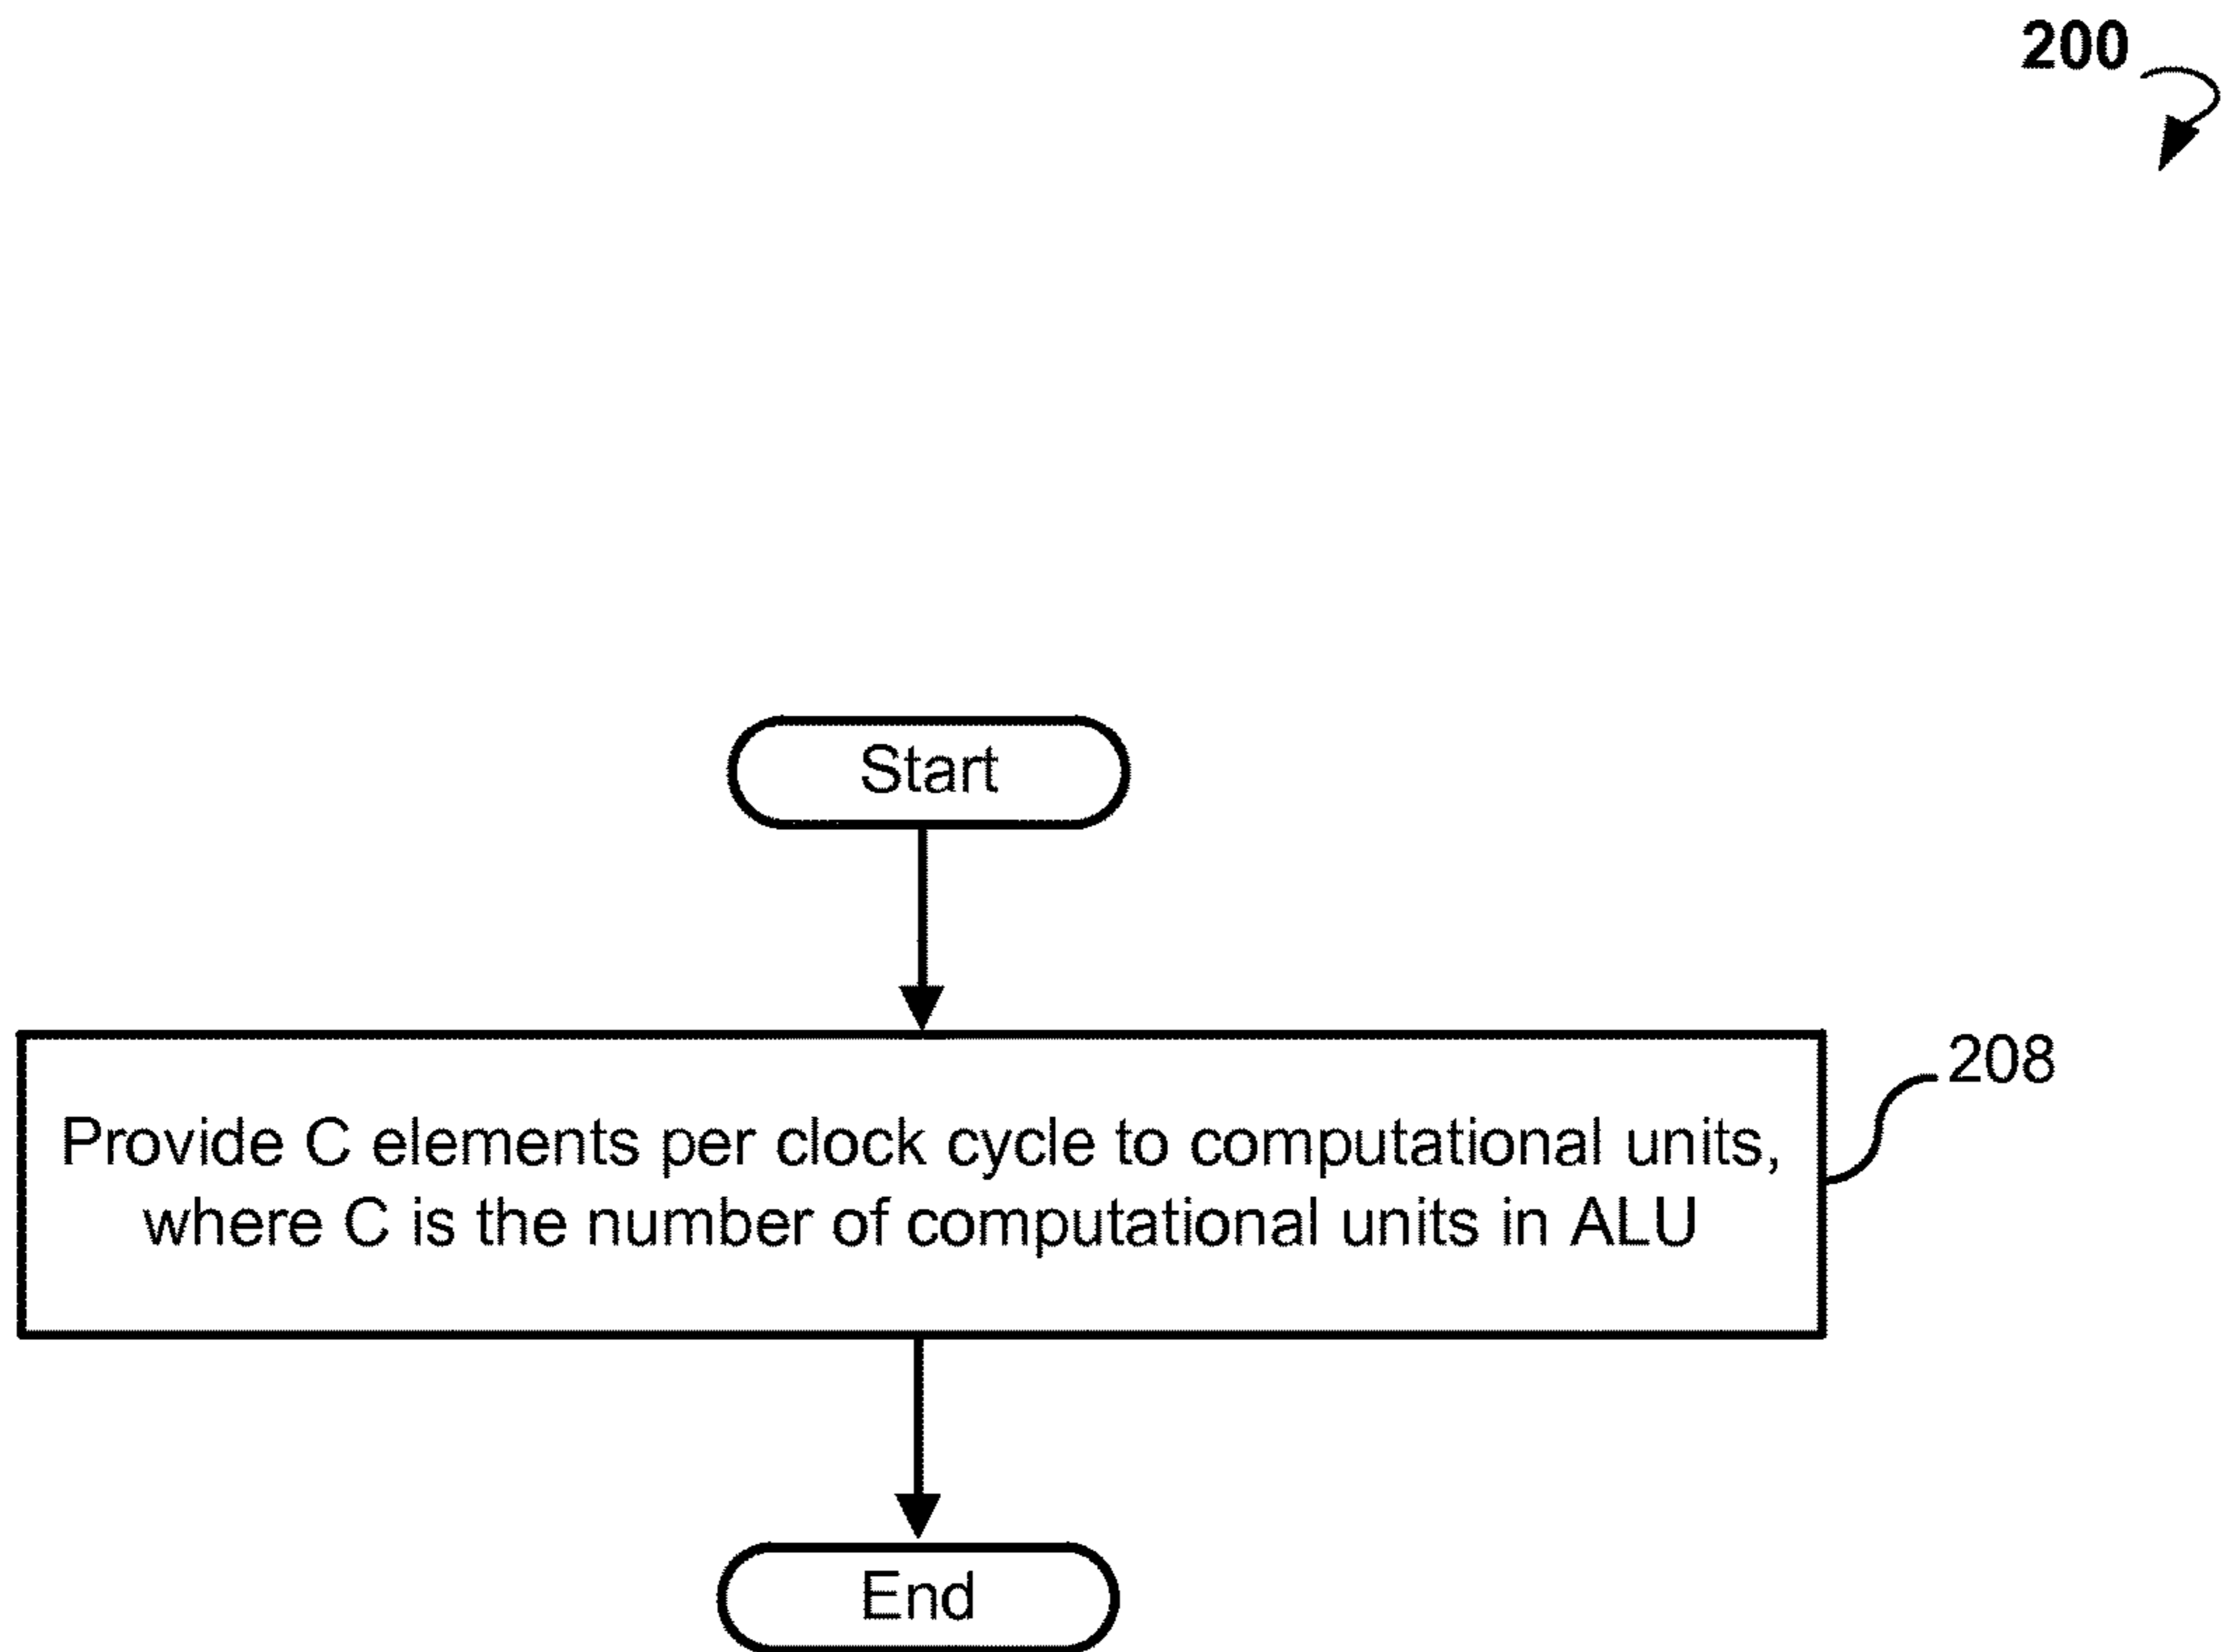 200
Start
208
Provide C elements per clock cycle to computational units,
where C is the number of computational units in ALU
End